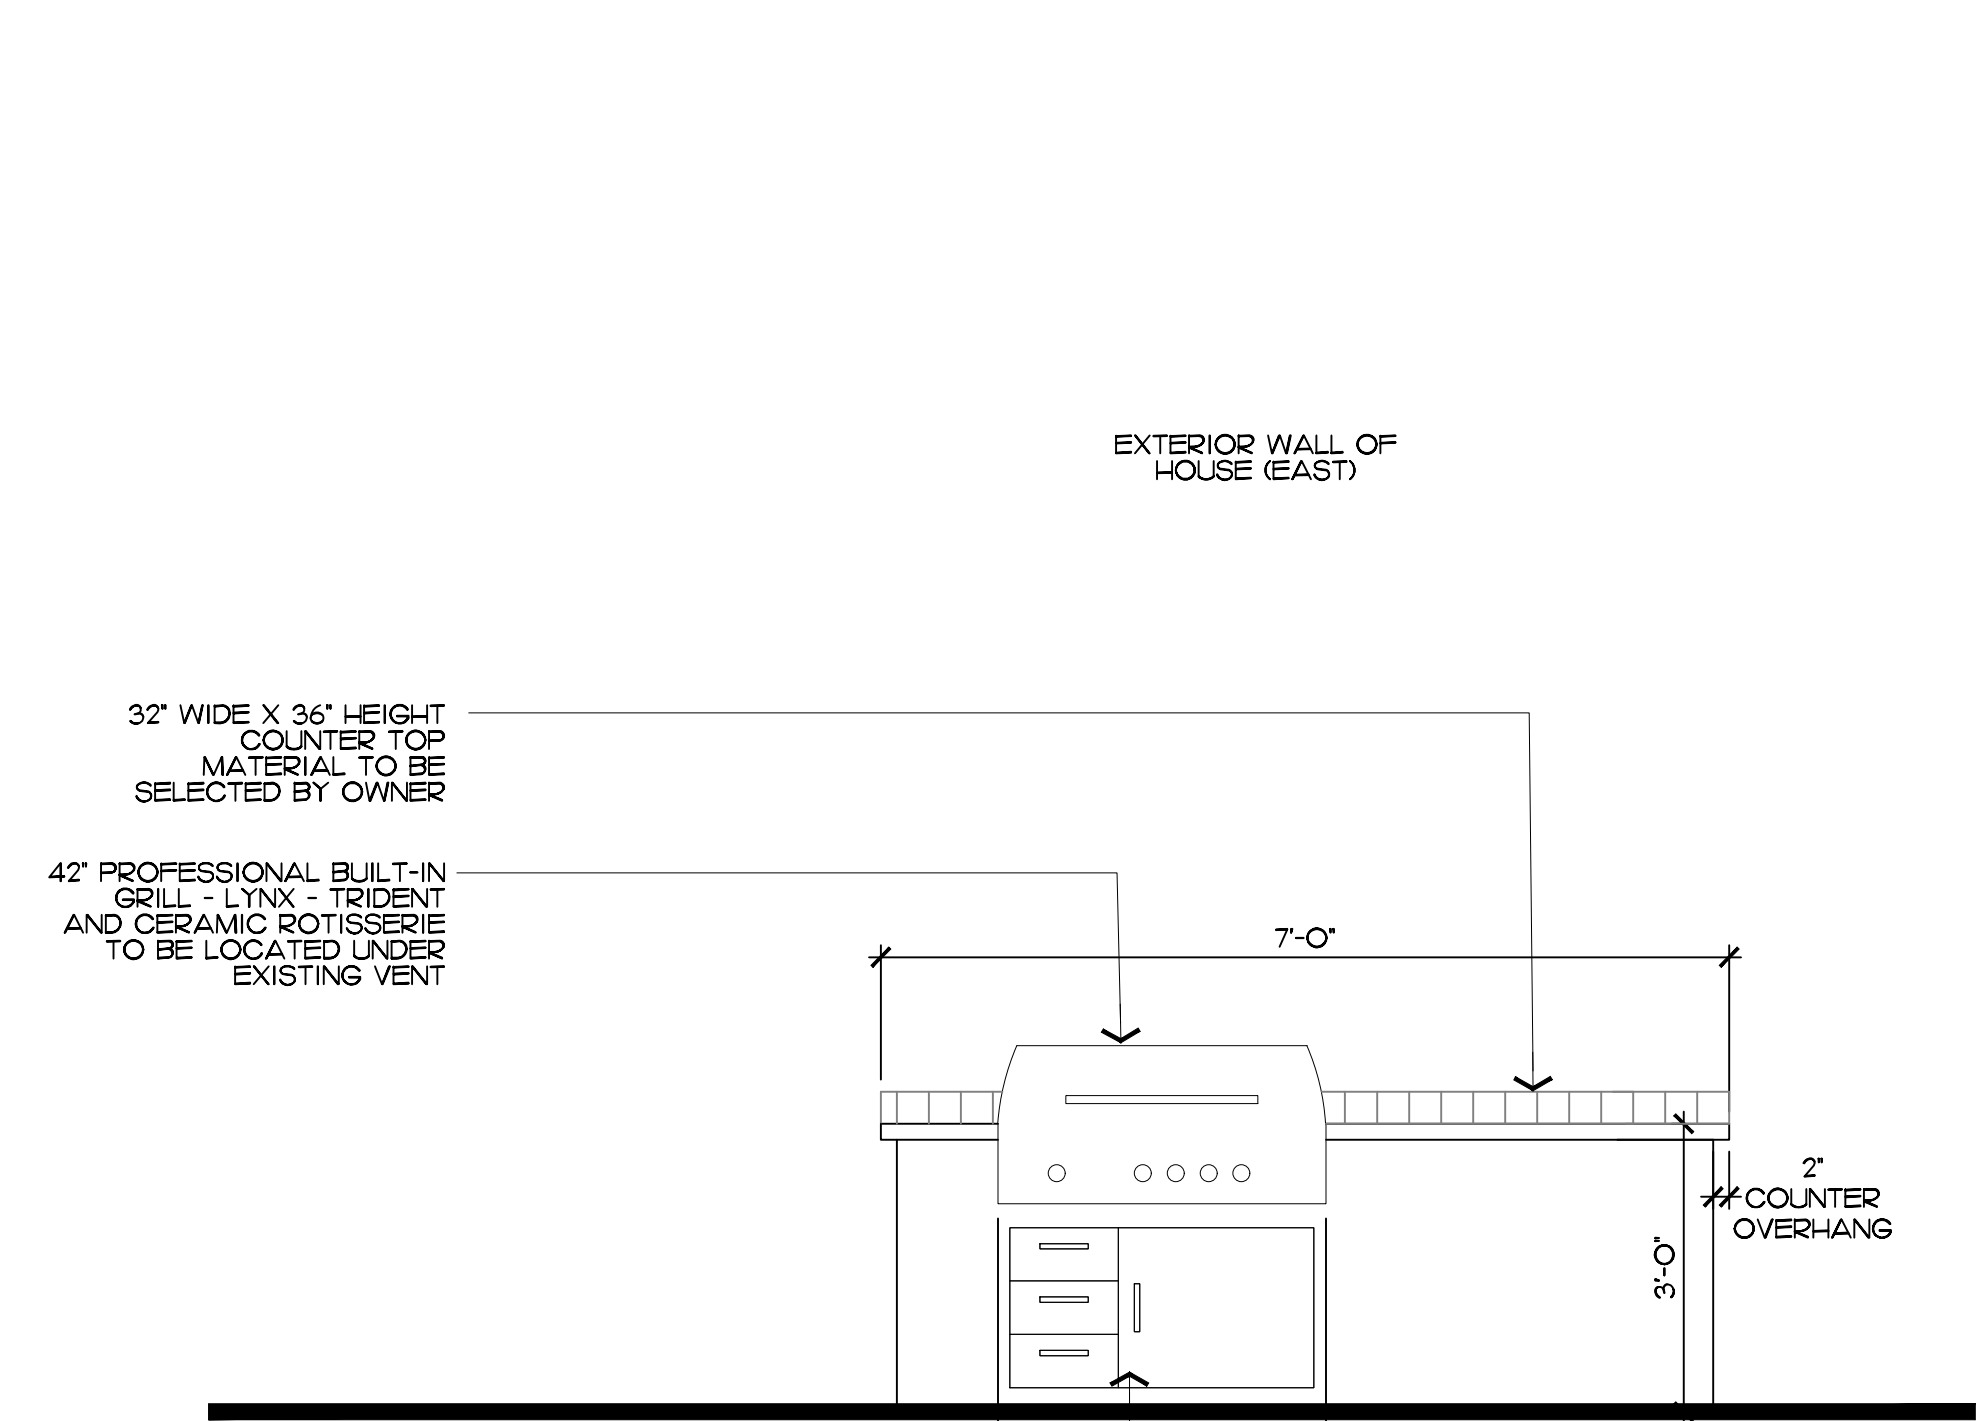 EXTERIOR WALL OF
HOUSE (EAST)
32" WIDE X 36" HEIGHT
COUNTER TOP
MATERIAL TO BE
SELECTED BY OWNER
42" PROFESSIONAL BUILT-IN
GRILL - LYNX - TRIDENT
AND CERAMIC ROTISSERIE
TO BE LOCATED UNDER
EXISTING VENT
7'-0"
2"
COUNTER
OVERHANG
3'-0"